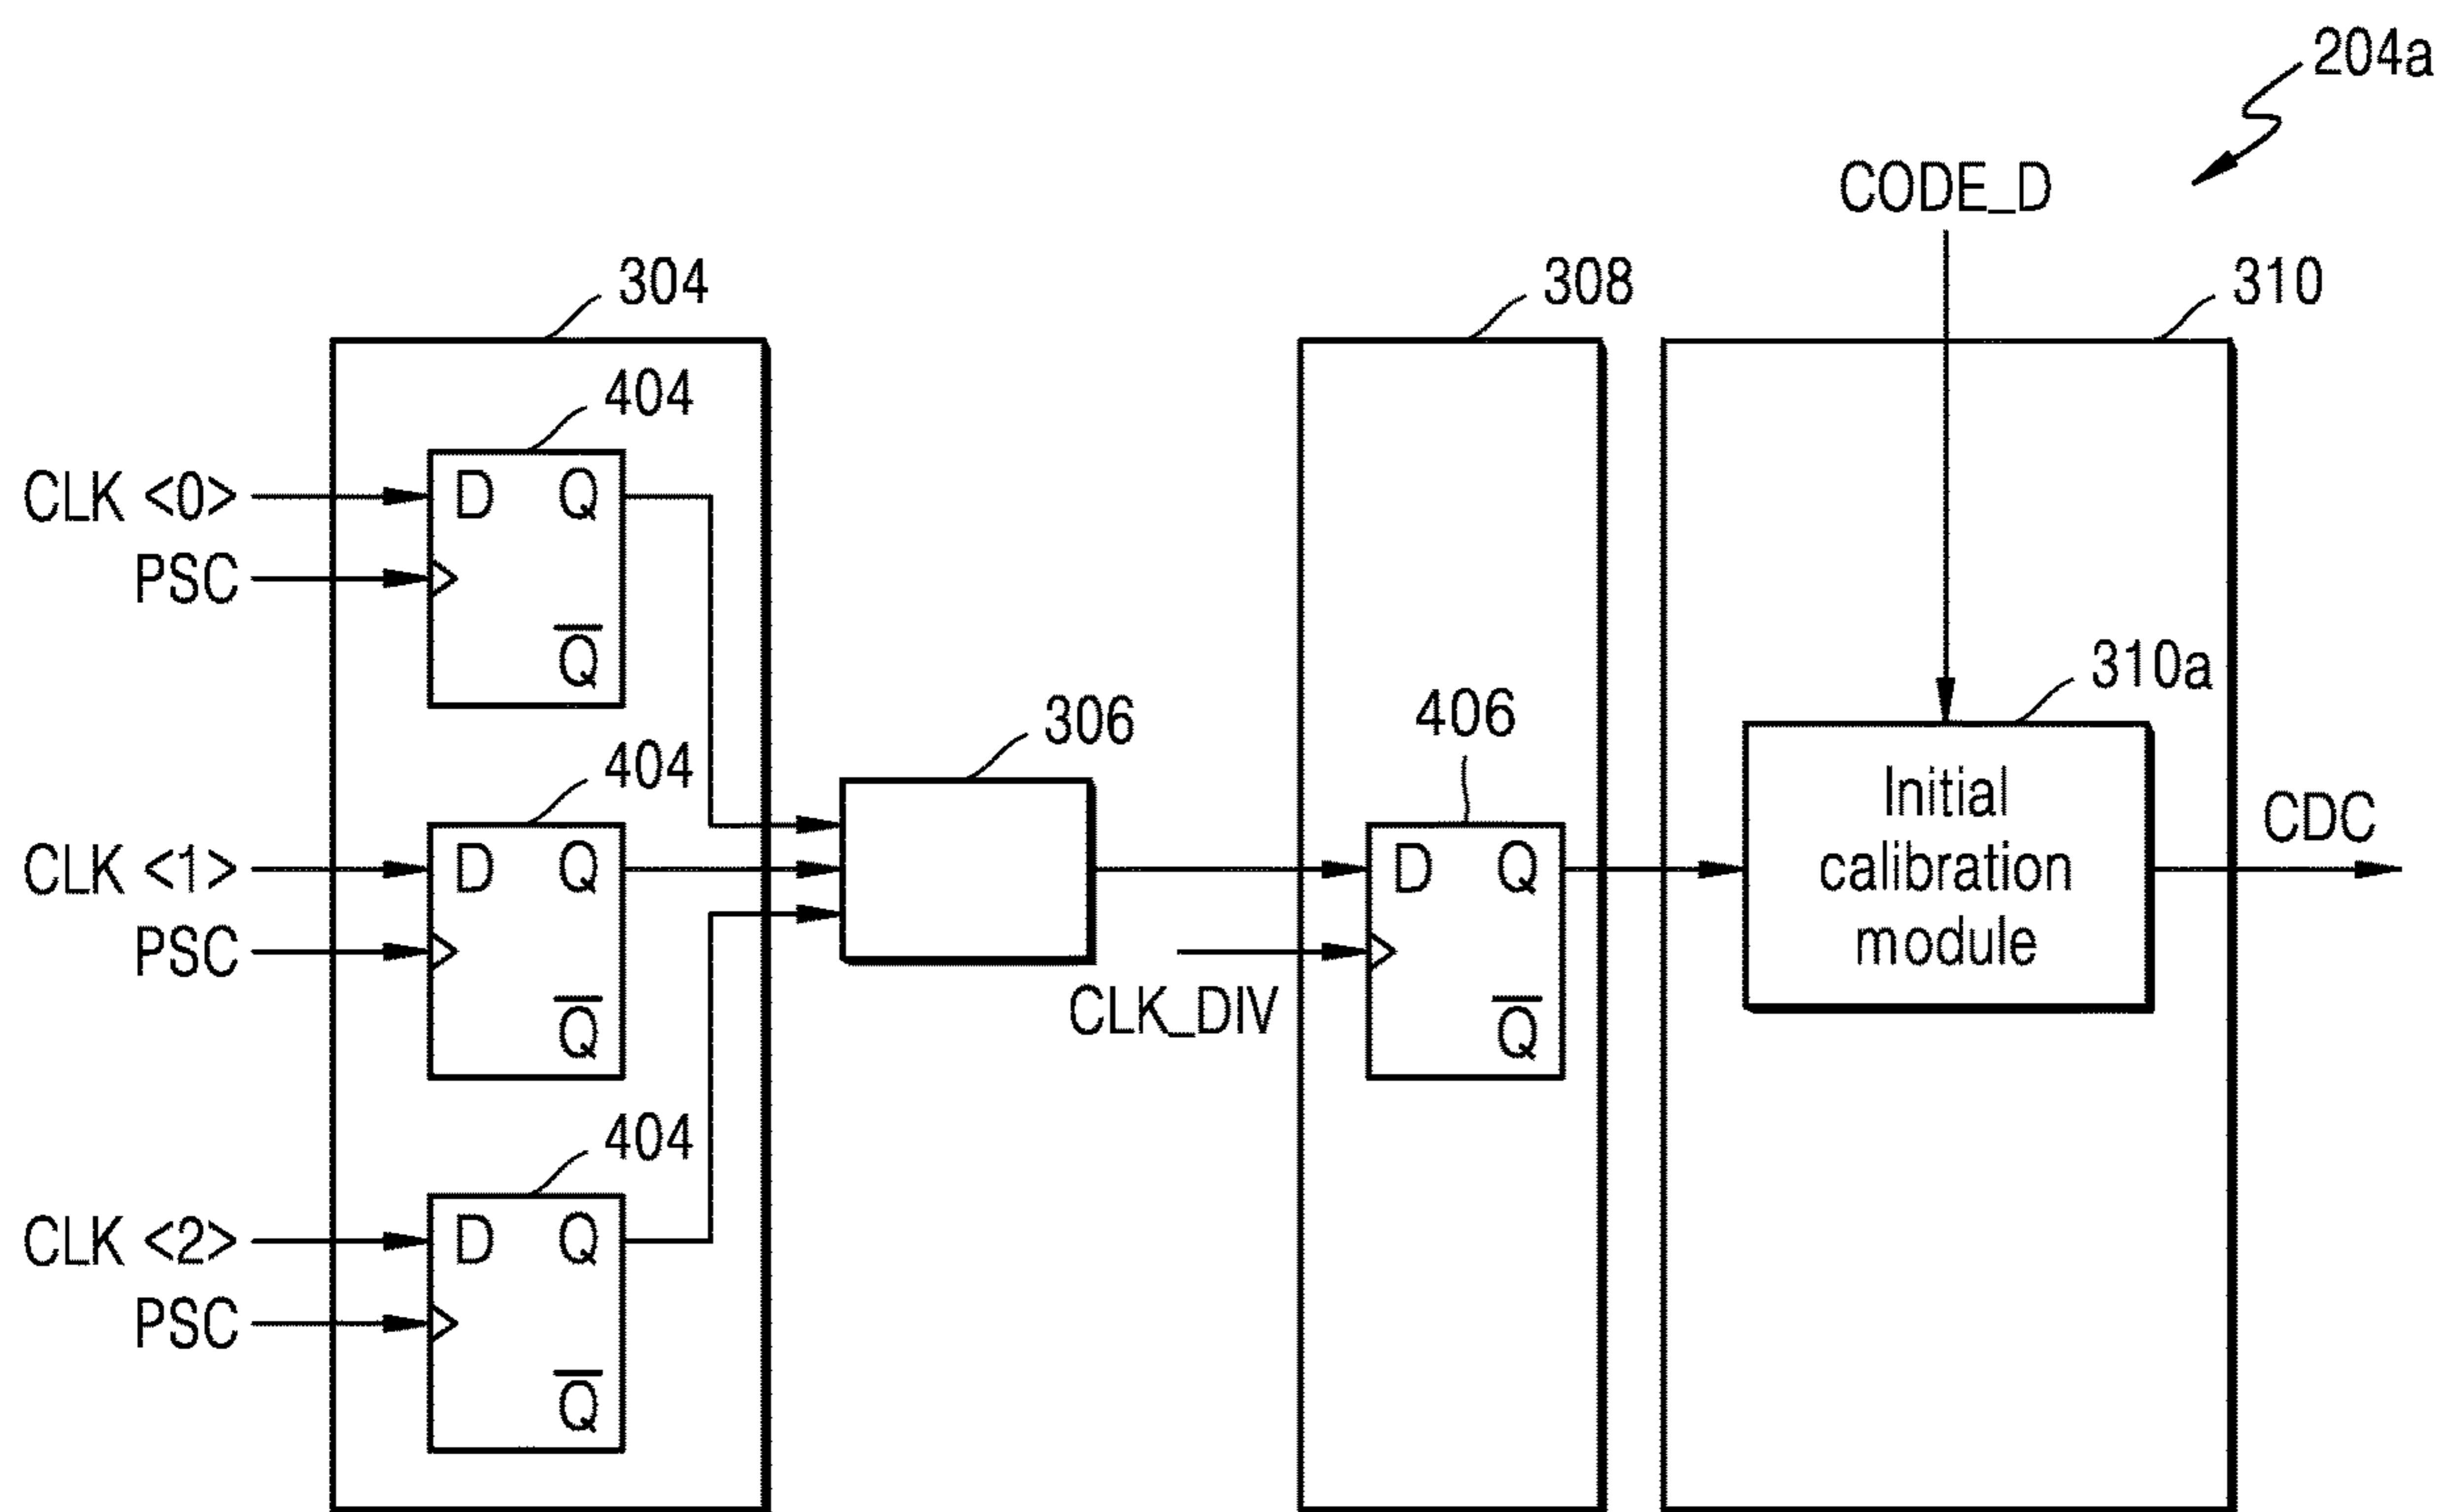 204a
CODE_D
304
308
310
404
CLK <0>
D Q
PSC
Q
310a
306
406
404
Initial
calibration
module
CDC
CLK <1>
D Q
D Q
PSC
CLK_DIV
Q
Q
404
CLK <2>
D Q
PSC
Q